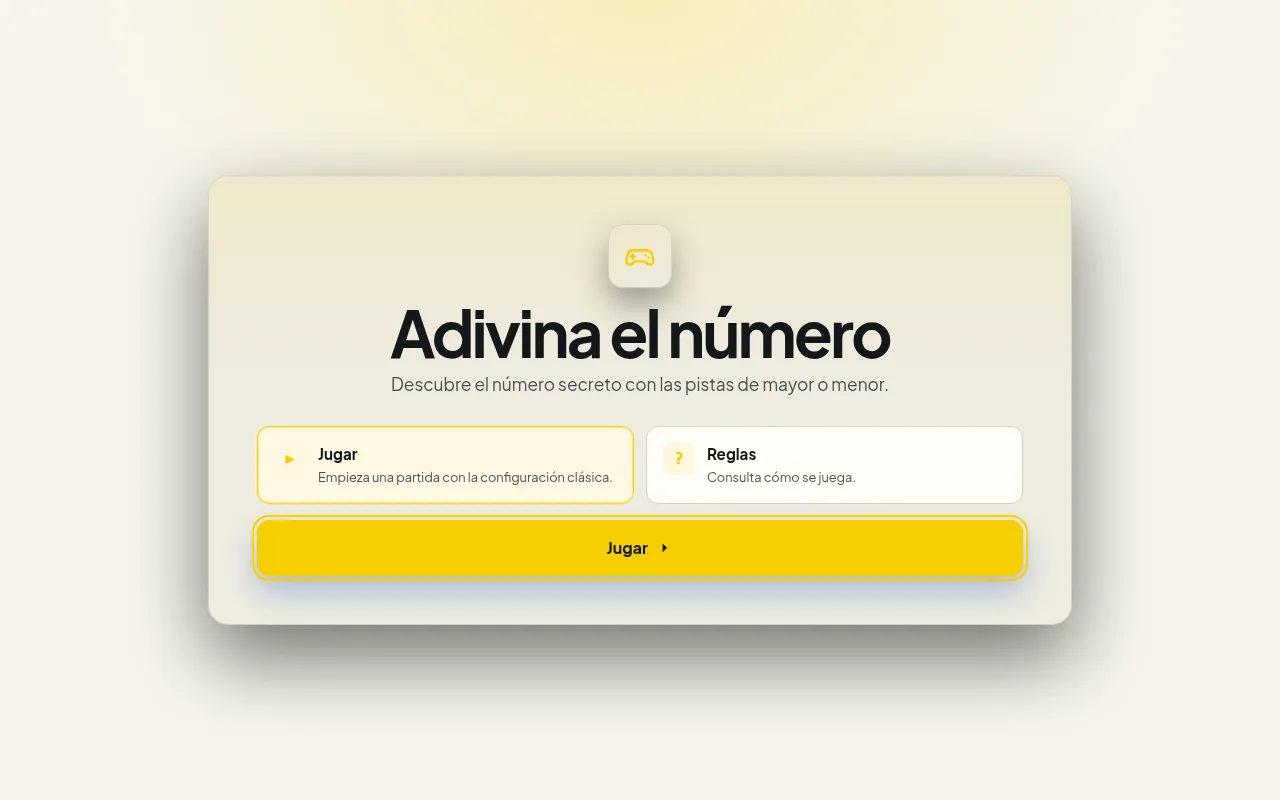 Adivina el número
Descubre el número secreto con las pistas de mayor o menor.
Jugar
Empieza una partida con la configuración clásica.
?
Reglas
Consulta cómo se juega.
Jugar